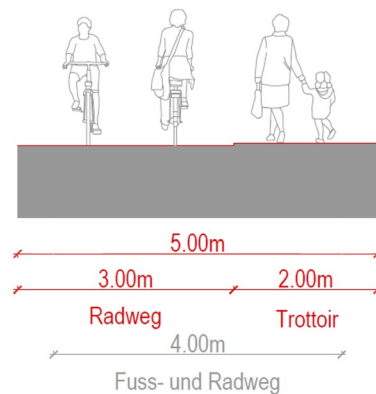 5.00m
3.00m 2.00m
Radweg Trottoir
4.00m
Fuss- und Radweg